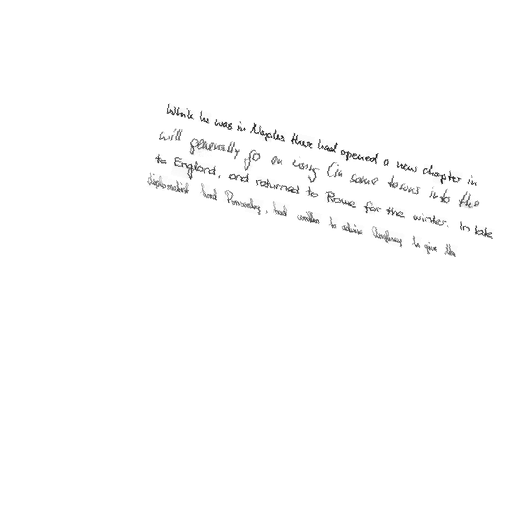 While he was in Naples there had opened a new chapter in
will generally go on using (in some towns into the
to England, and returned to Rome for the winter. In late
diplomatist Lord Ponsonby, had written to advise Conyngham to give the